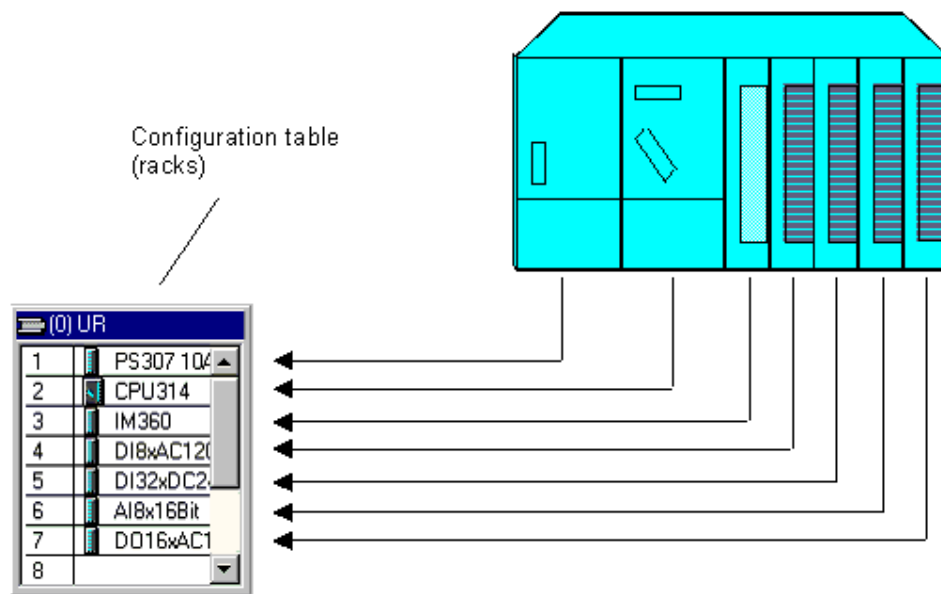 Configuration table
(racks)
(0) UR
1 PS307 10A
2 CPU314
3 IM360
4 DI8xAC120
5 DI32xDC24
6 AI8x16Bit
7 DO16xAC1
8